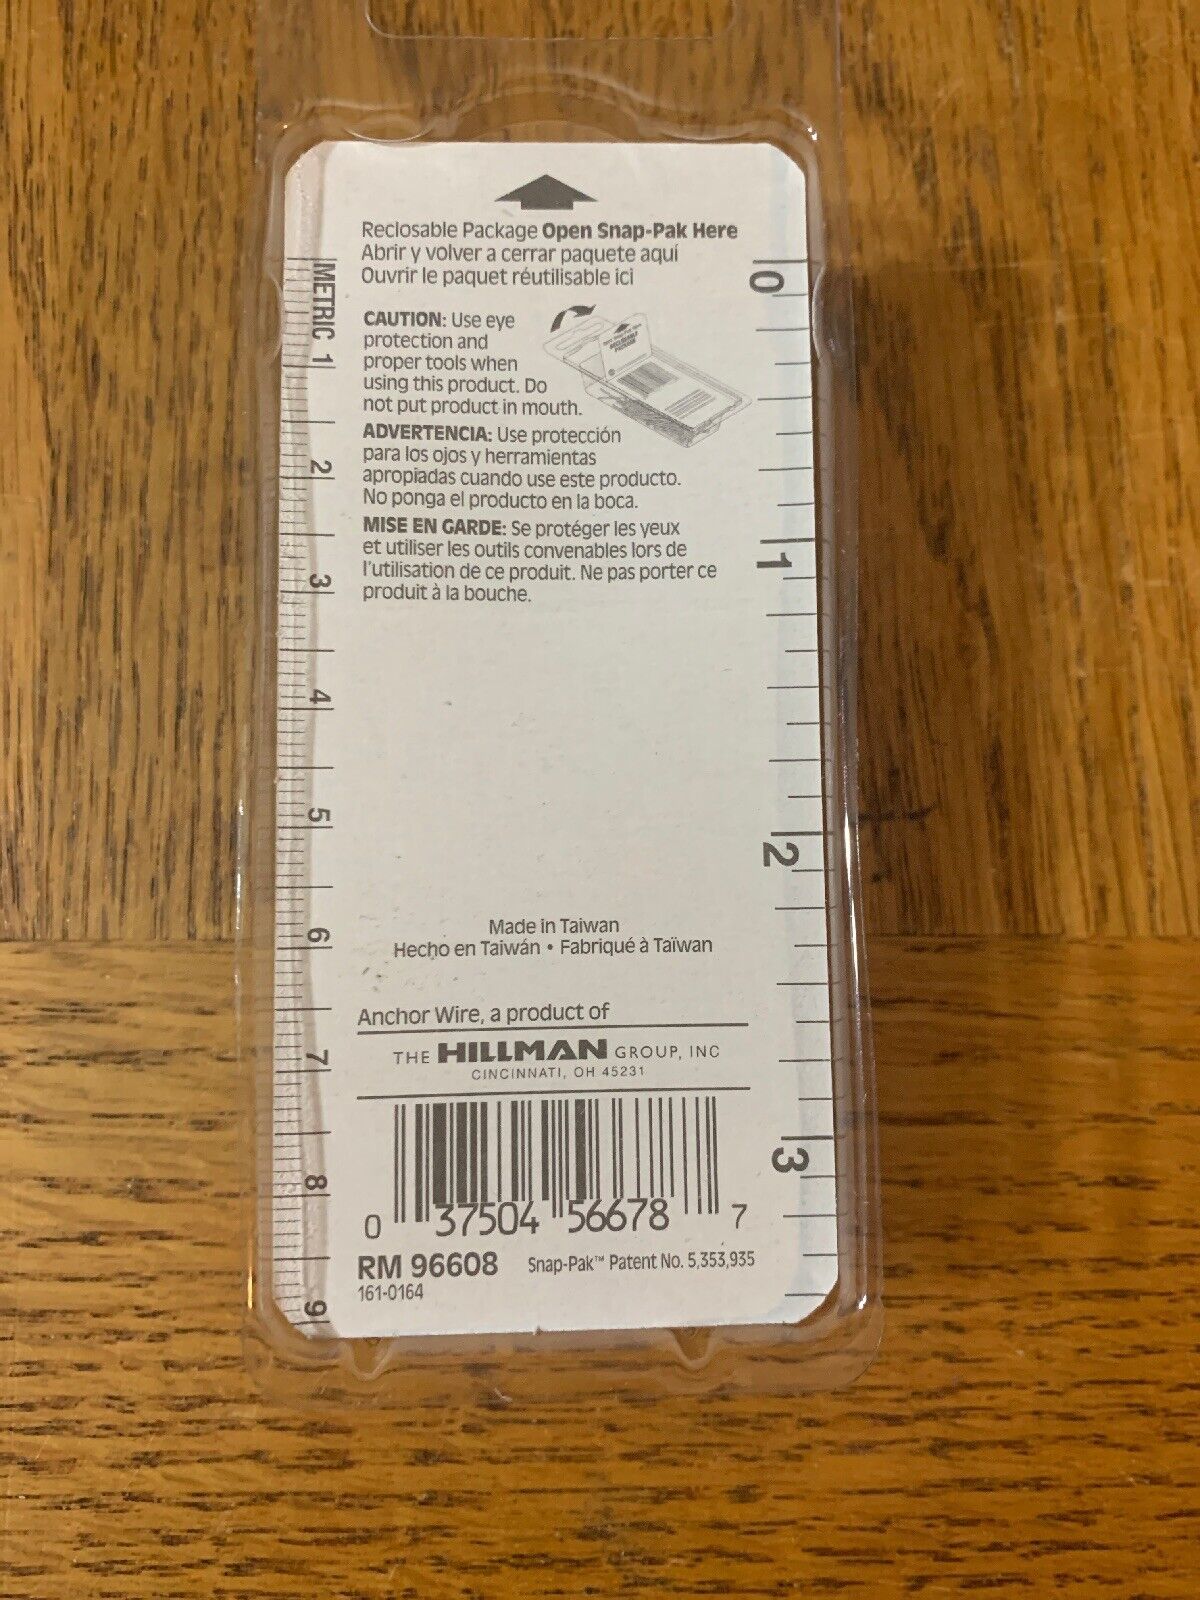 Reclosable Package Open Snap-Pak Here
Abrir y volver a cerrar paquete aquí
Ouvrir le paquet réutilisable ici
CAUTION: Use eye
protection and
proper tools when
using this product. Do
not put product in mouth.
ADVERTENCIA: Use protección
para los ojos y herramientas
apropiadas cuando use este producto.
No ponga el producto en la boca.
MISE EN GARDE: Se protéger les yeux
et utiliser les outils convenables lors de
l'utilisation de ce produit. Ne pas porter ce
produit à la bouche.
Made in Taiwan
Hecho en Taiwán • Fabriqué à Taïwan
Anchor Wire, a product of
THE HILLMAN GROUP, INC
CINCINNATI, OH 45231
0 37504 56678 7
RM 96608 Snap-Pak™ Patent No. 5,353,935
161-0164
METRIC 1 2 3 4 5 6 7 8 9
0 1 2 3